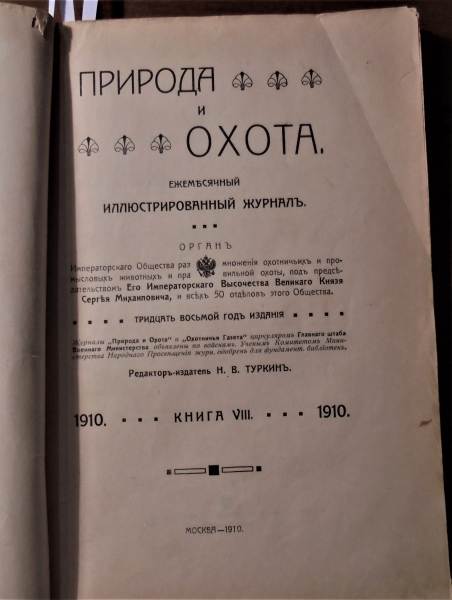 ПРИРОДА
И
ОХОТА.
ЕЖЕМѢСЯЧНЫЙ
ИЛЛЮСТРИРОВАННЫЙ ЖУРНАЛЪ.
ОРГАНЪ
Императорскаго Общества раз множенія охотничьихъ и про-
мысловыхъ животныхъ и пра вильной охоты, подъ предсѣ-
дательствомъ Его Императорскаго Высочества Великаго Князя
Сергѣя Михаиловича, и всѣхъ 50 отдѣловъ этого Общества.
ТРИДЦАТЬ ВОСЬМОЙ ГОДЪ ИЗДАНІЯ
Журналы „Природа и Охота" и „Охотничья Газета" циркуляромъ Главнаго штаба
Военнаго Министерства объявлены по войскамъ. Ученымъ Комитетомъ Мини-
стерства Народнаго Просвѣщенія журн. одобренъ для фундамент. библіотекъ.
Редакторъ-издатель Н. В. ТУРКИНЪ.
1910. КНИГА VIII. 1910.
МОСКВА—1910.